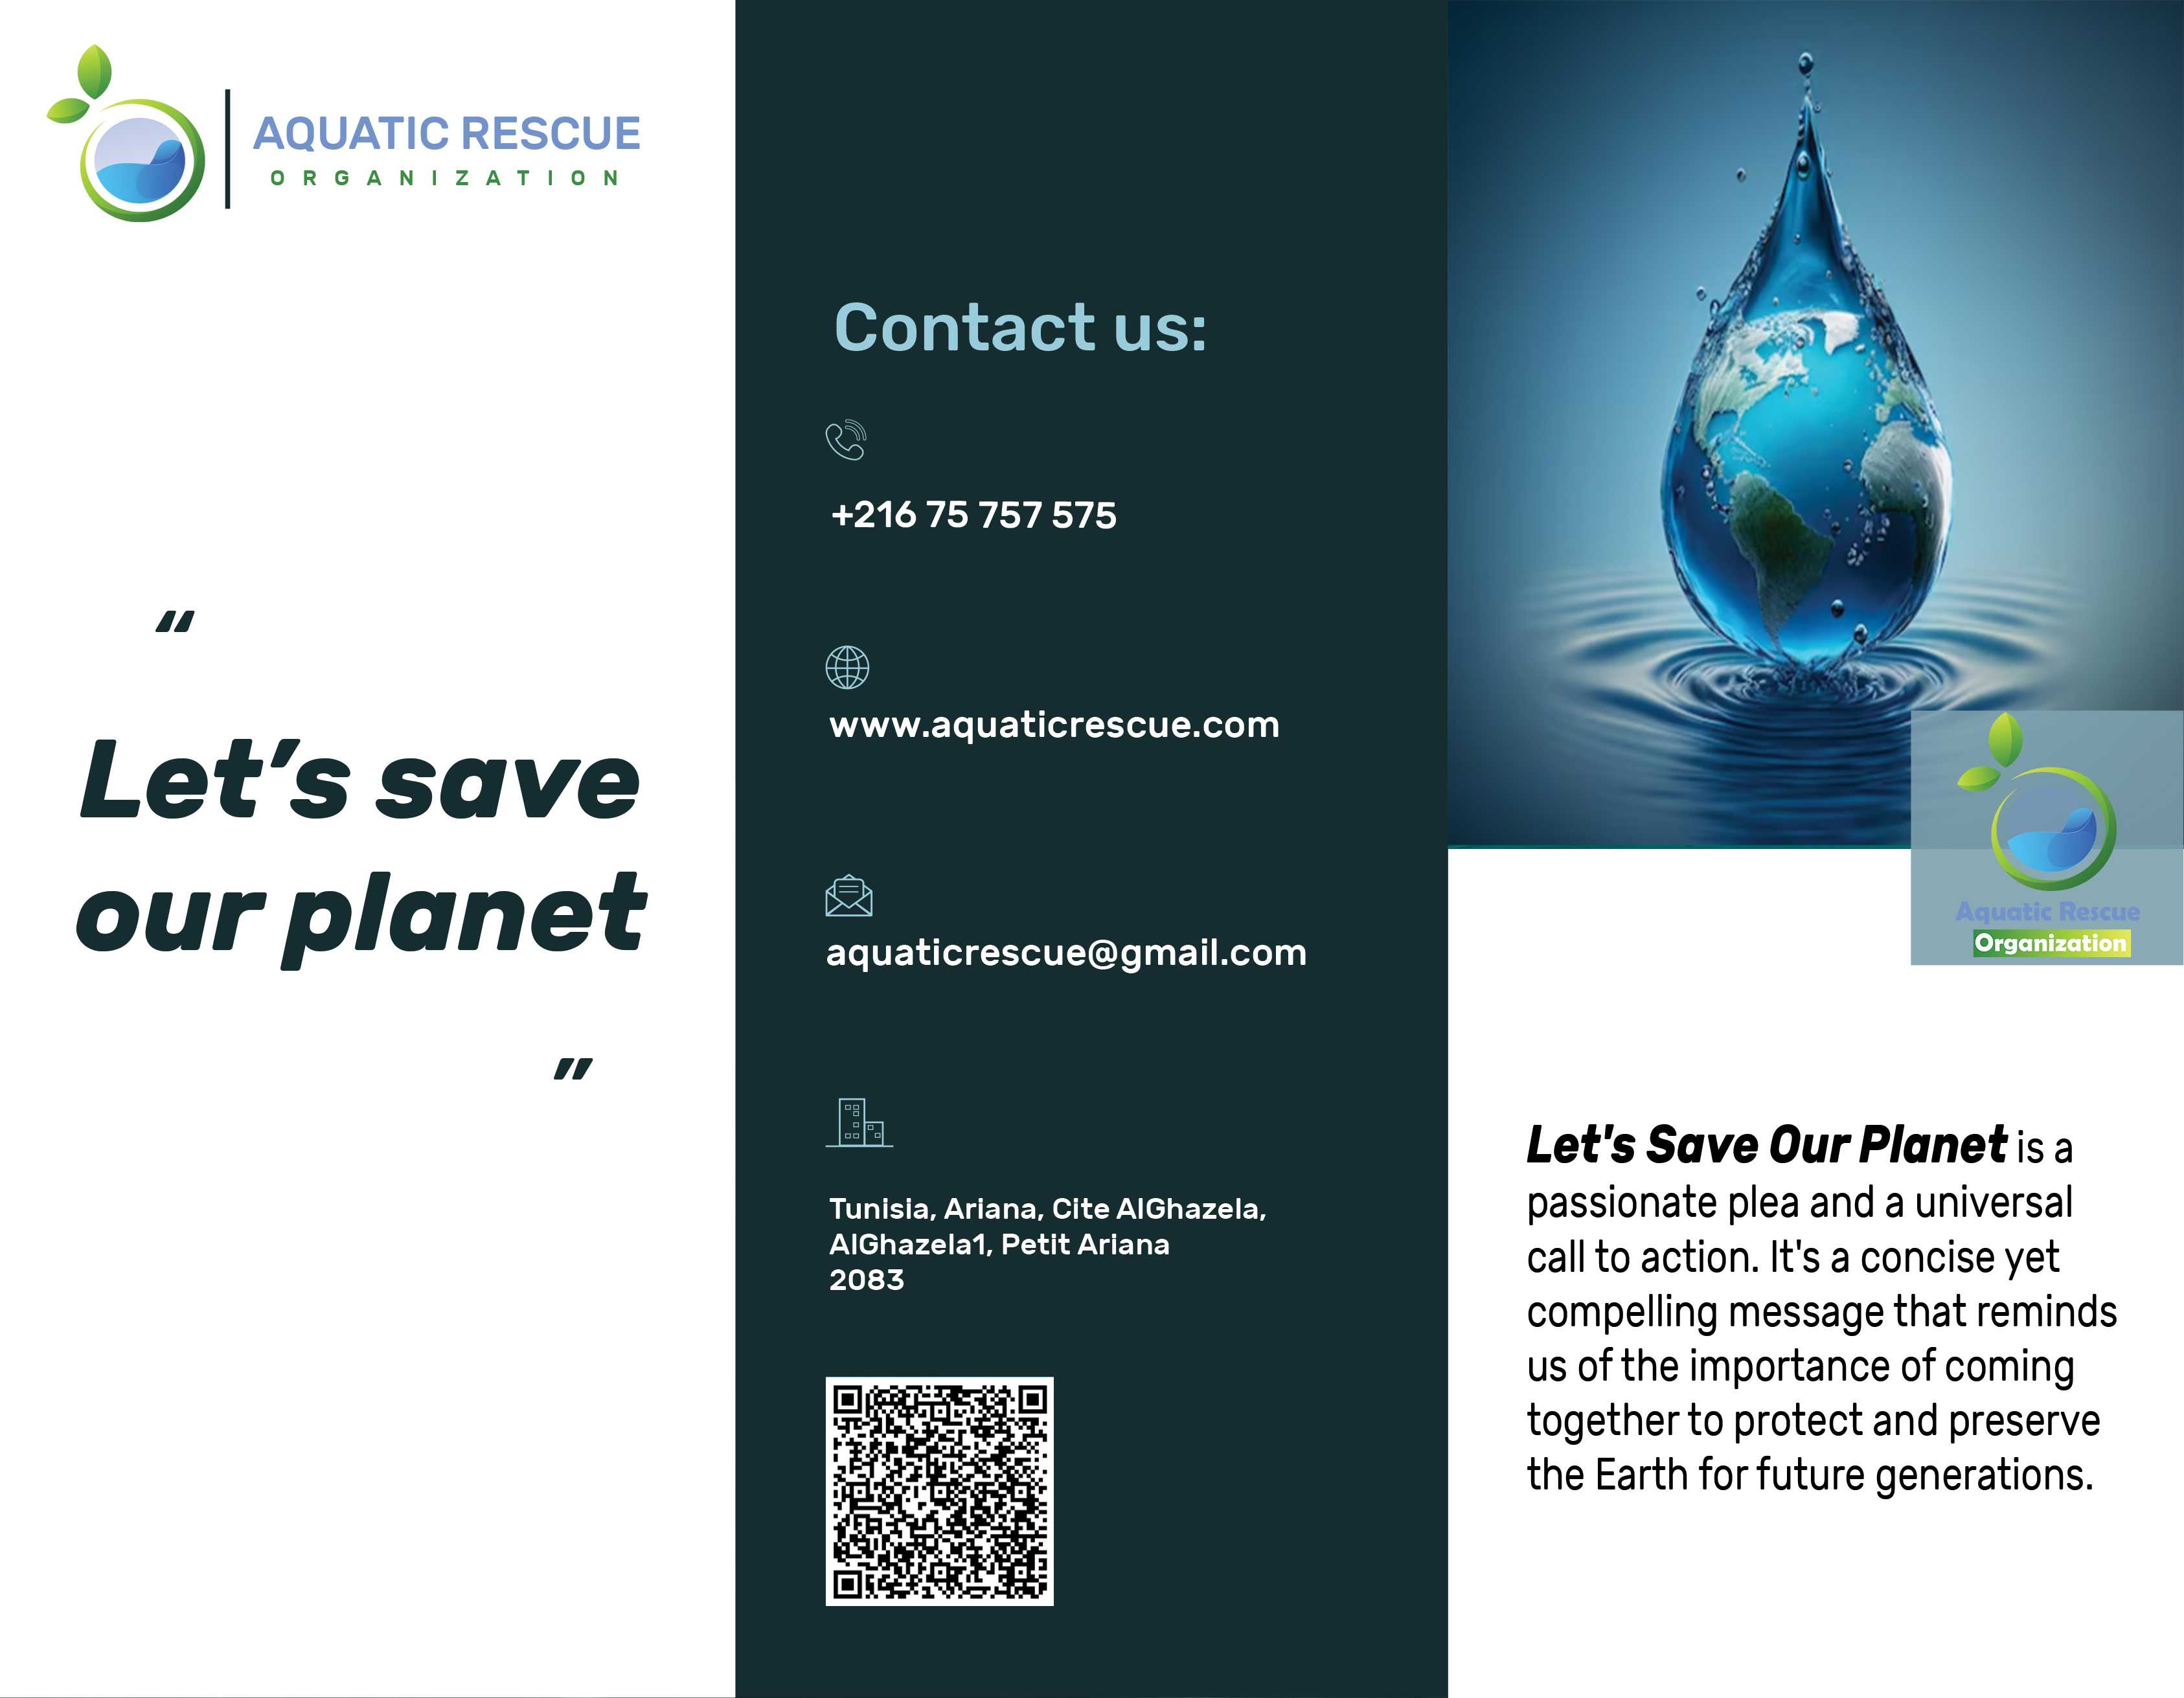 AQUATIC RESCUE
ORGANIZATION
“
Let’s save
our planet
”
Contact us:
+216 75 757 575
www.aquaticrescue.com
aquaticrescue@gmail.com
Tunisia, Ariana, Cite AlGhazela,
AlGhazela1, Petit Ariana
2083
Aquatic Rescue
Organization
Let's Save Our Planet is a
passionate plea and a universal
call to action. It's a concise yet
compelling message that reminds
us of the importance of coming
together to protect and preserve
the Earth for future generations.